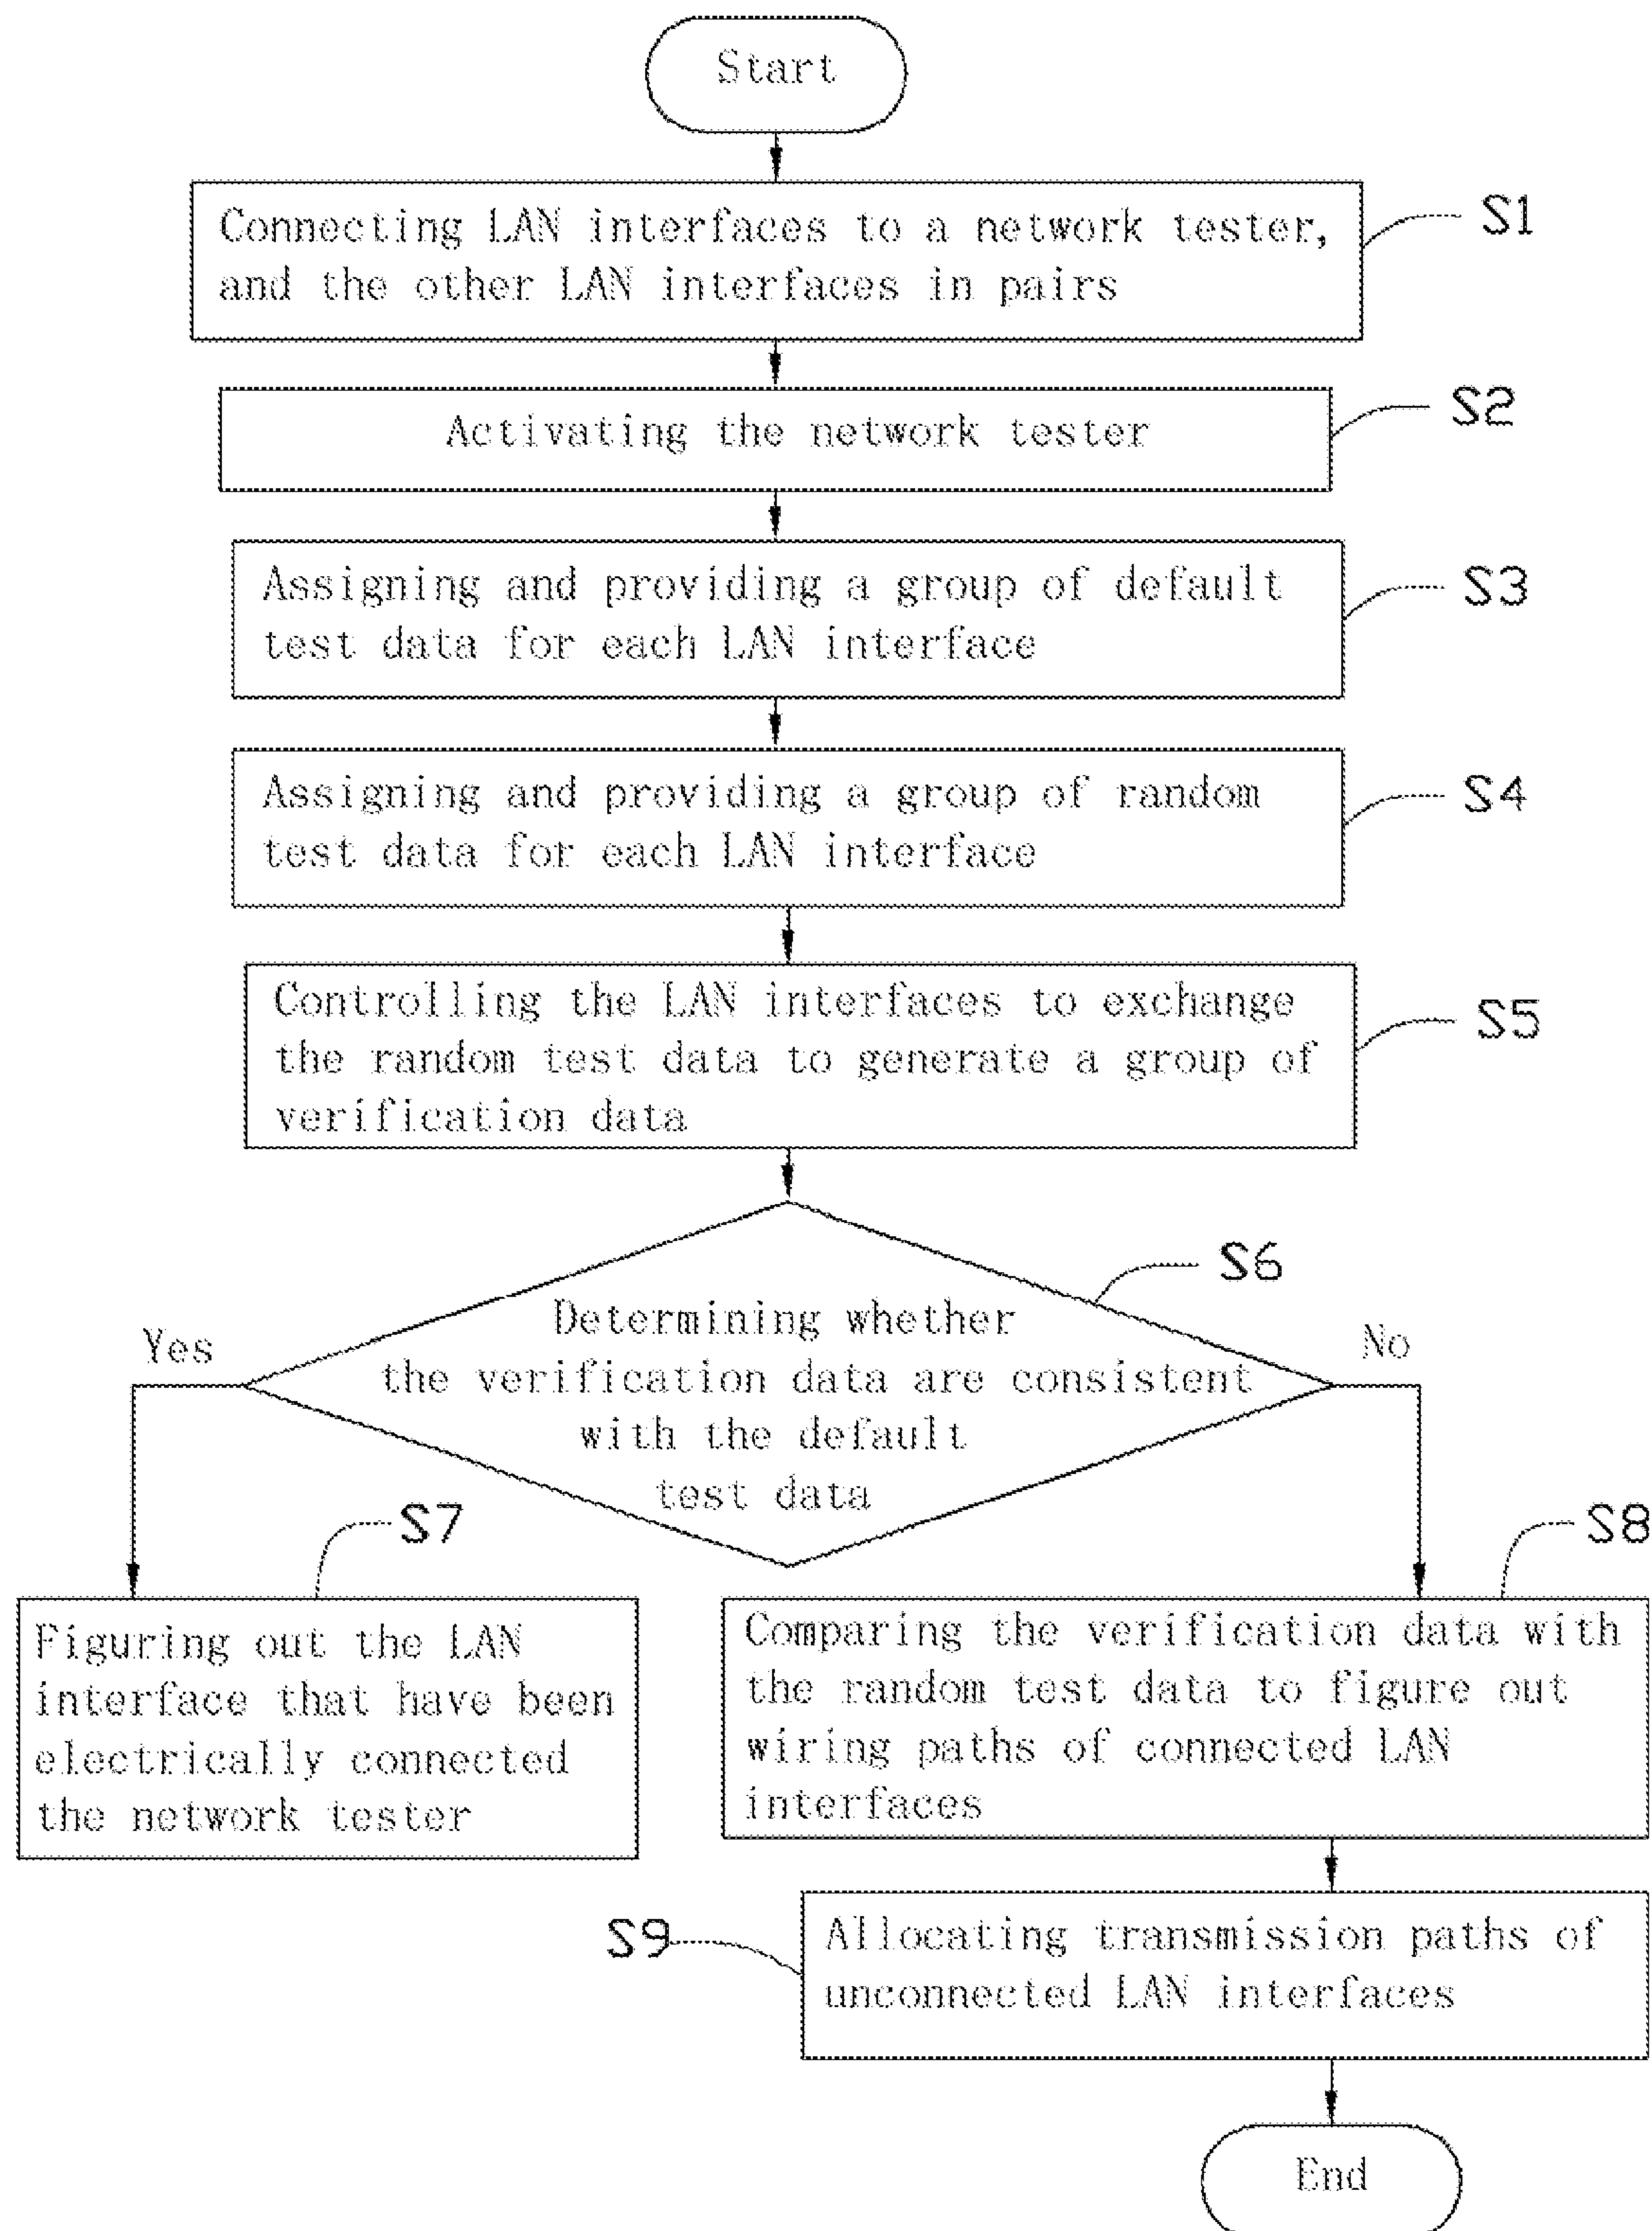 Start
Connecting LAN interfaces to a network tester,
and the other LAN interfaces in pairs
S1
Activating the network tester
S2
Assigning and providing a group of default
test data for each LAN interface
S3
Assigning and providing a group of random
test data for each LAN interface
S4
Controlling the LAN interfaces to exchange
the random test data to generate a group of
verification data
S5
S6
Determining whether
the verification data are consistent
with the default
test data
Yes
No
S7
Figuring out the LAN
interface that have been
electrically connected
the network tester
S8
Comparing the verification data with
the random test data to figure out
wiring paths of connected LAN
interfaces
S9
Allocating transmission paths of
unconnected LAN interfaces
End